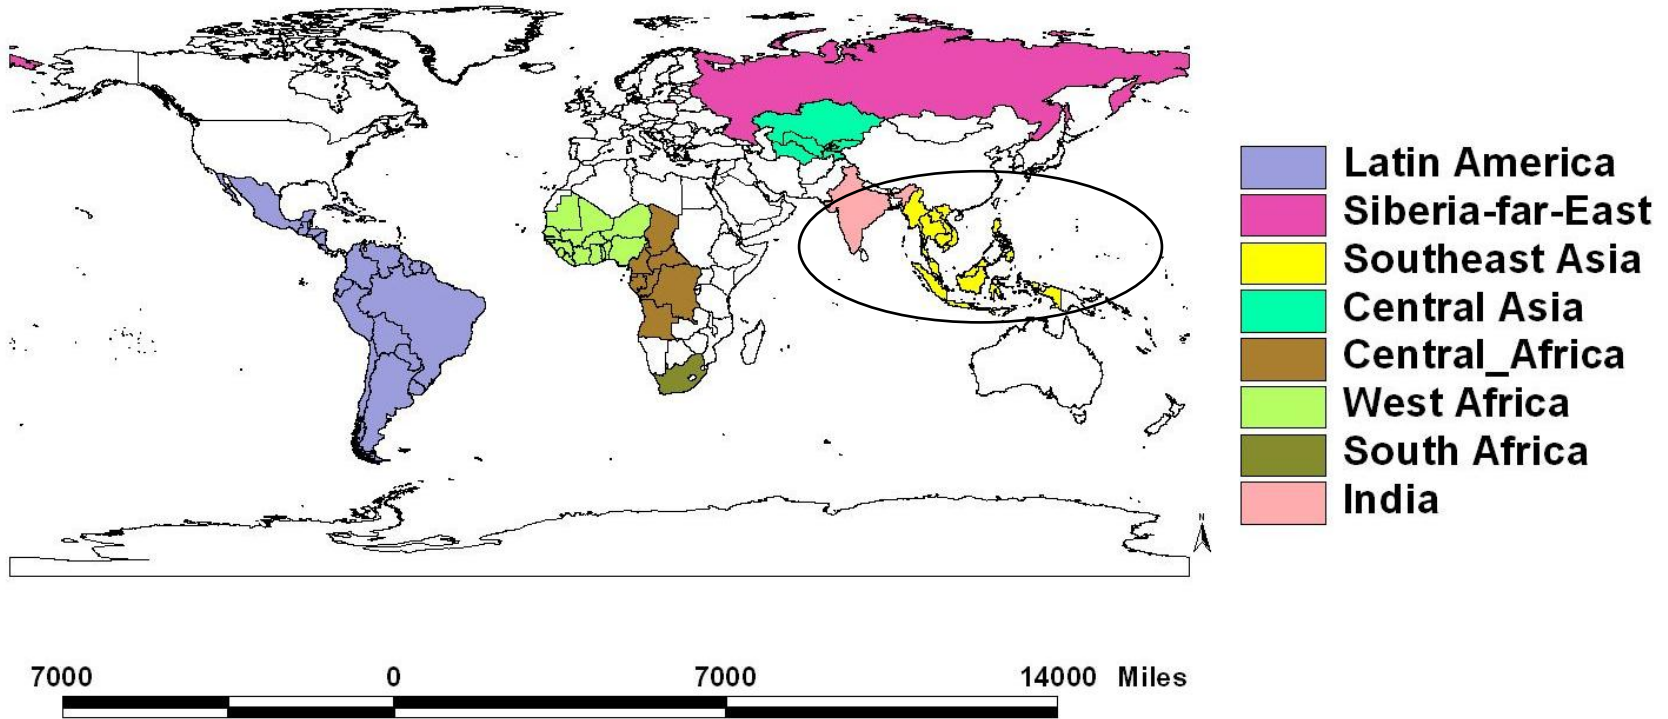 Latin America
Siberia-far-East
Southeast Asia
Central Asia
Central_Africa
West Africa
South Africa
India
N
7000 0 7000 14000 Miles